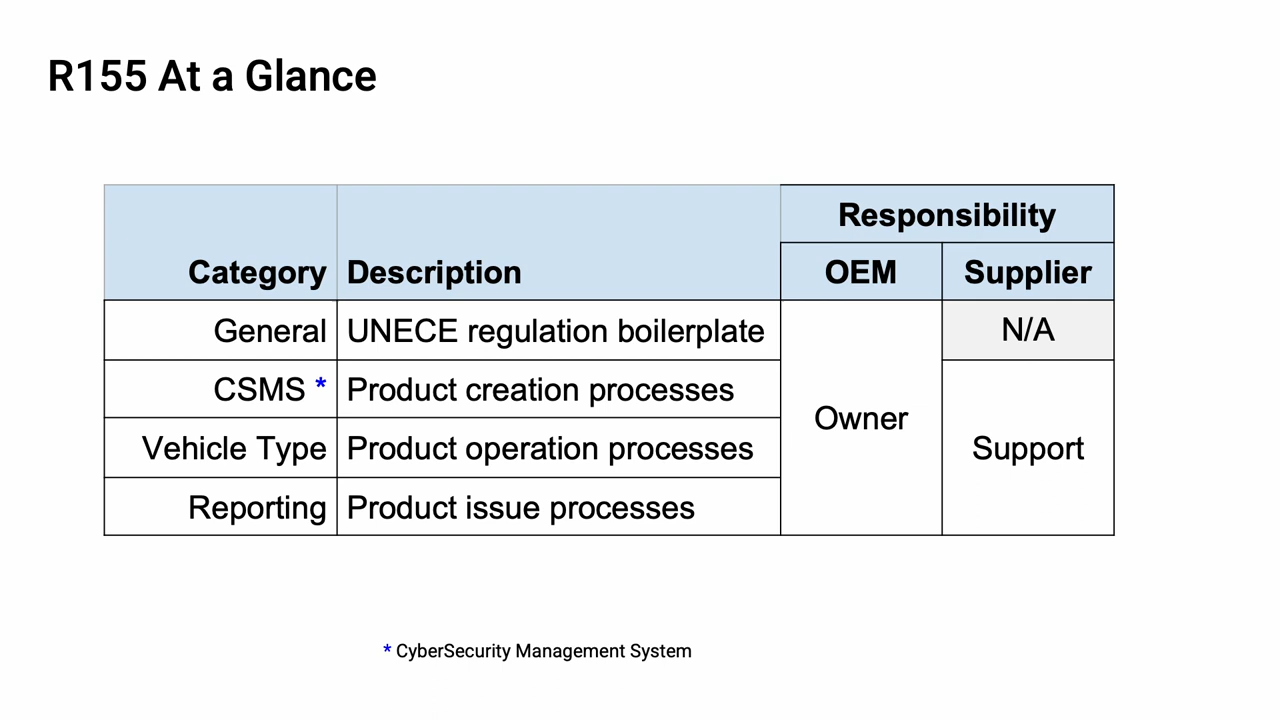 R155 At a Glance
Responsibility
Category Description OEM Supplier
General UNECE regulation boilerplate N/A
CSMS * Product creation processes
Owner
Vehicle Type Product operation processes Support
Reporting Product issue processes
* CyberSecurity Management System